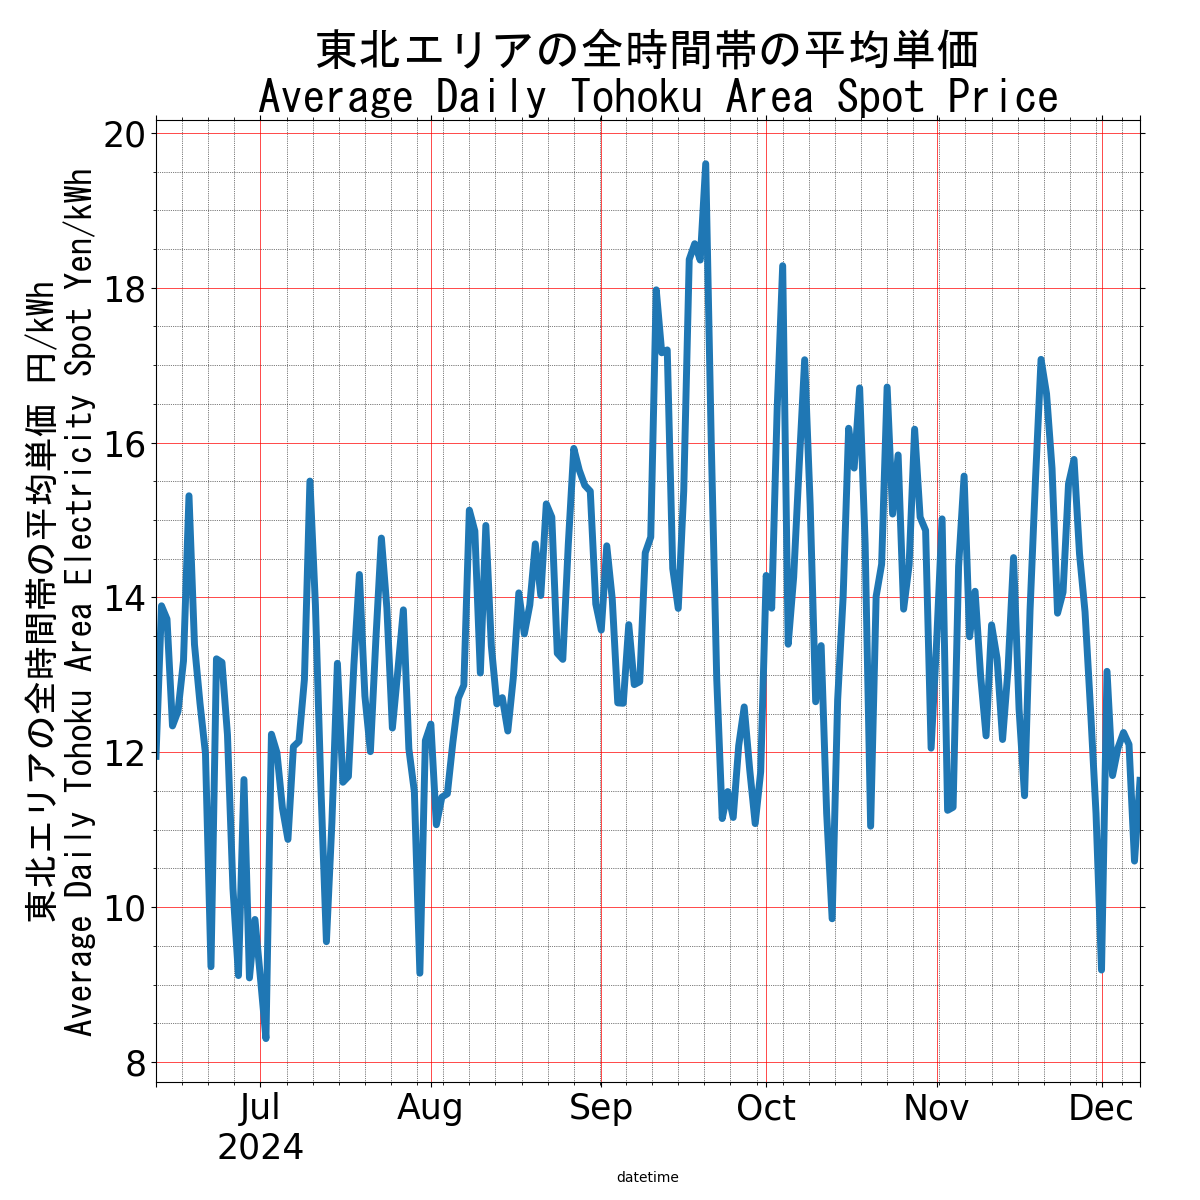 東北エリアの全時間帯の平均単価
Average Daily Tohoku Area Spot Price
東北エリアの全時間帯の平均単価 円/kWh
Average Daily Tohoku Area Electricity Spot Yen/kWh
20
18
16
14
12
10
8
Jul
Aug
Sep
Oct
Nov
Dec
2024
datetime